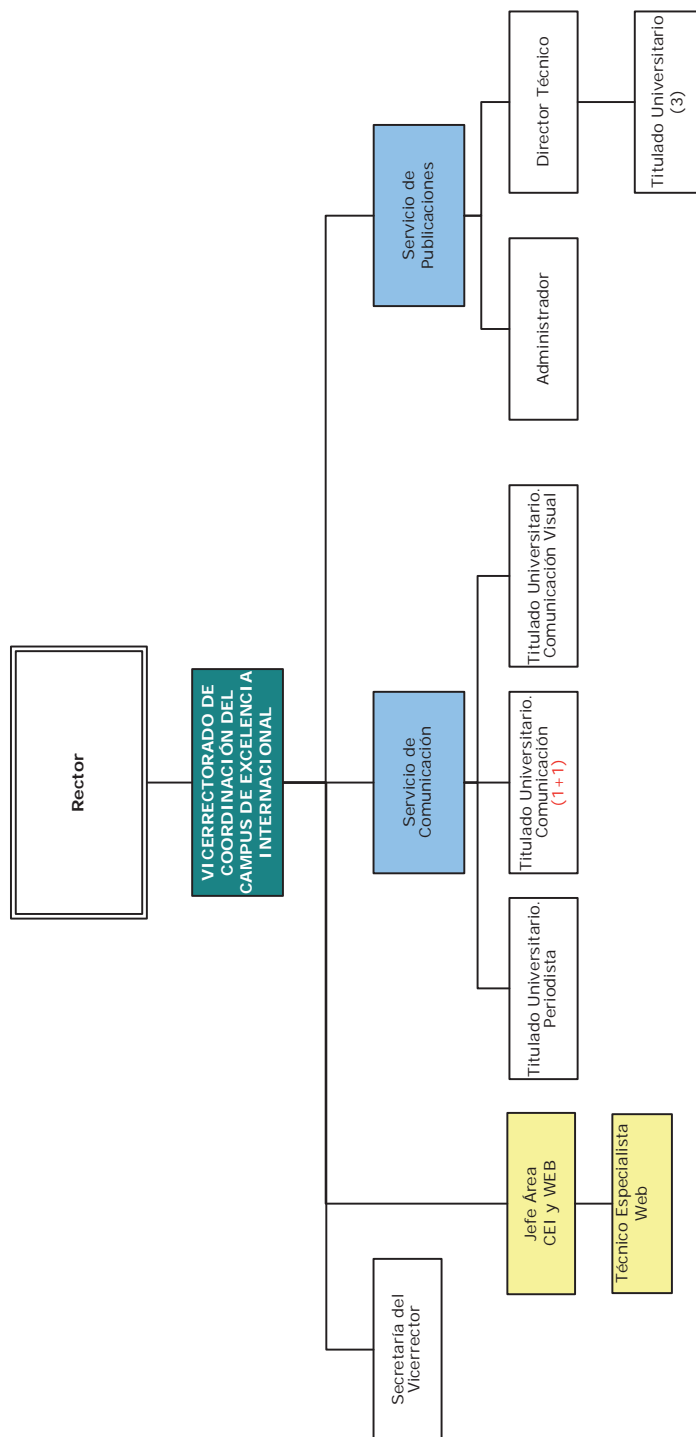 Rector
VICERRECTORADO DE
COORDINACIÓN DEL
CAMPUS DE EXCELENCIA
INTERNACIONAL
Secretaría del
Vicerrector
Servicio de
Comunicación
Servicio de
Publicaciones
Jefe Área
CEI y WEB
Titulado Universitario.
Periodista
Titulado Universitario.
Comunicación
(1+1)
Titulado Universitario.
Comunicación Visual
Administrador
Director Técnico
Técnico Especialista
Web
Titulado Universitario
(3)